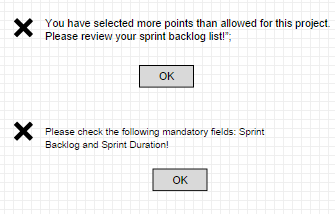 You have selected more points than allowed for this project.
Please review your sprint backlog list!";
OK
Please check the following mandatory fields: Sprint
Backlog and Sprint Duration!
OK